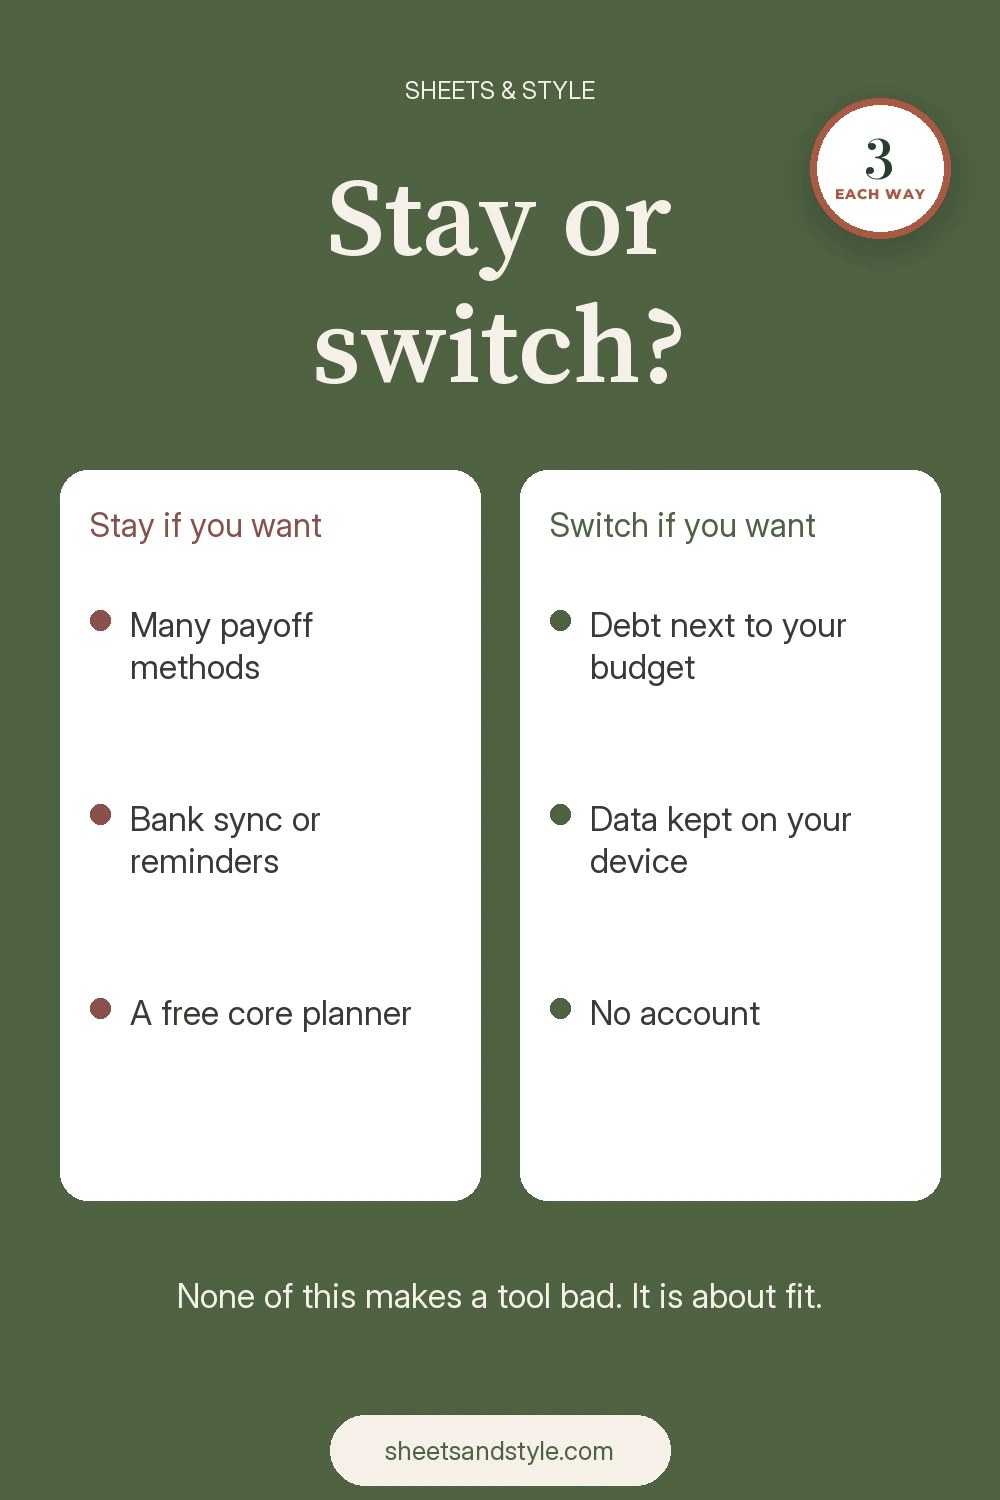 SHEETS & STYLE
3
EACH WAY
Stay or
switch?
Stay if you want
Many payoff
methods
Bank sync or
reminders
A free core planner
Switch if you want
Debt next to your
budget
Data kept on your
device
No account
None of this makes a tool bad. It is about fit.
sheetsandstyle.com